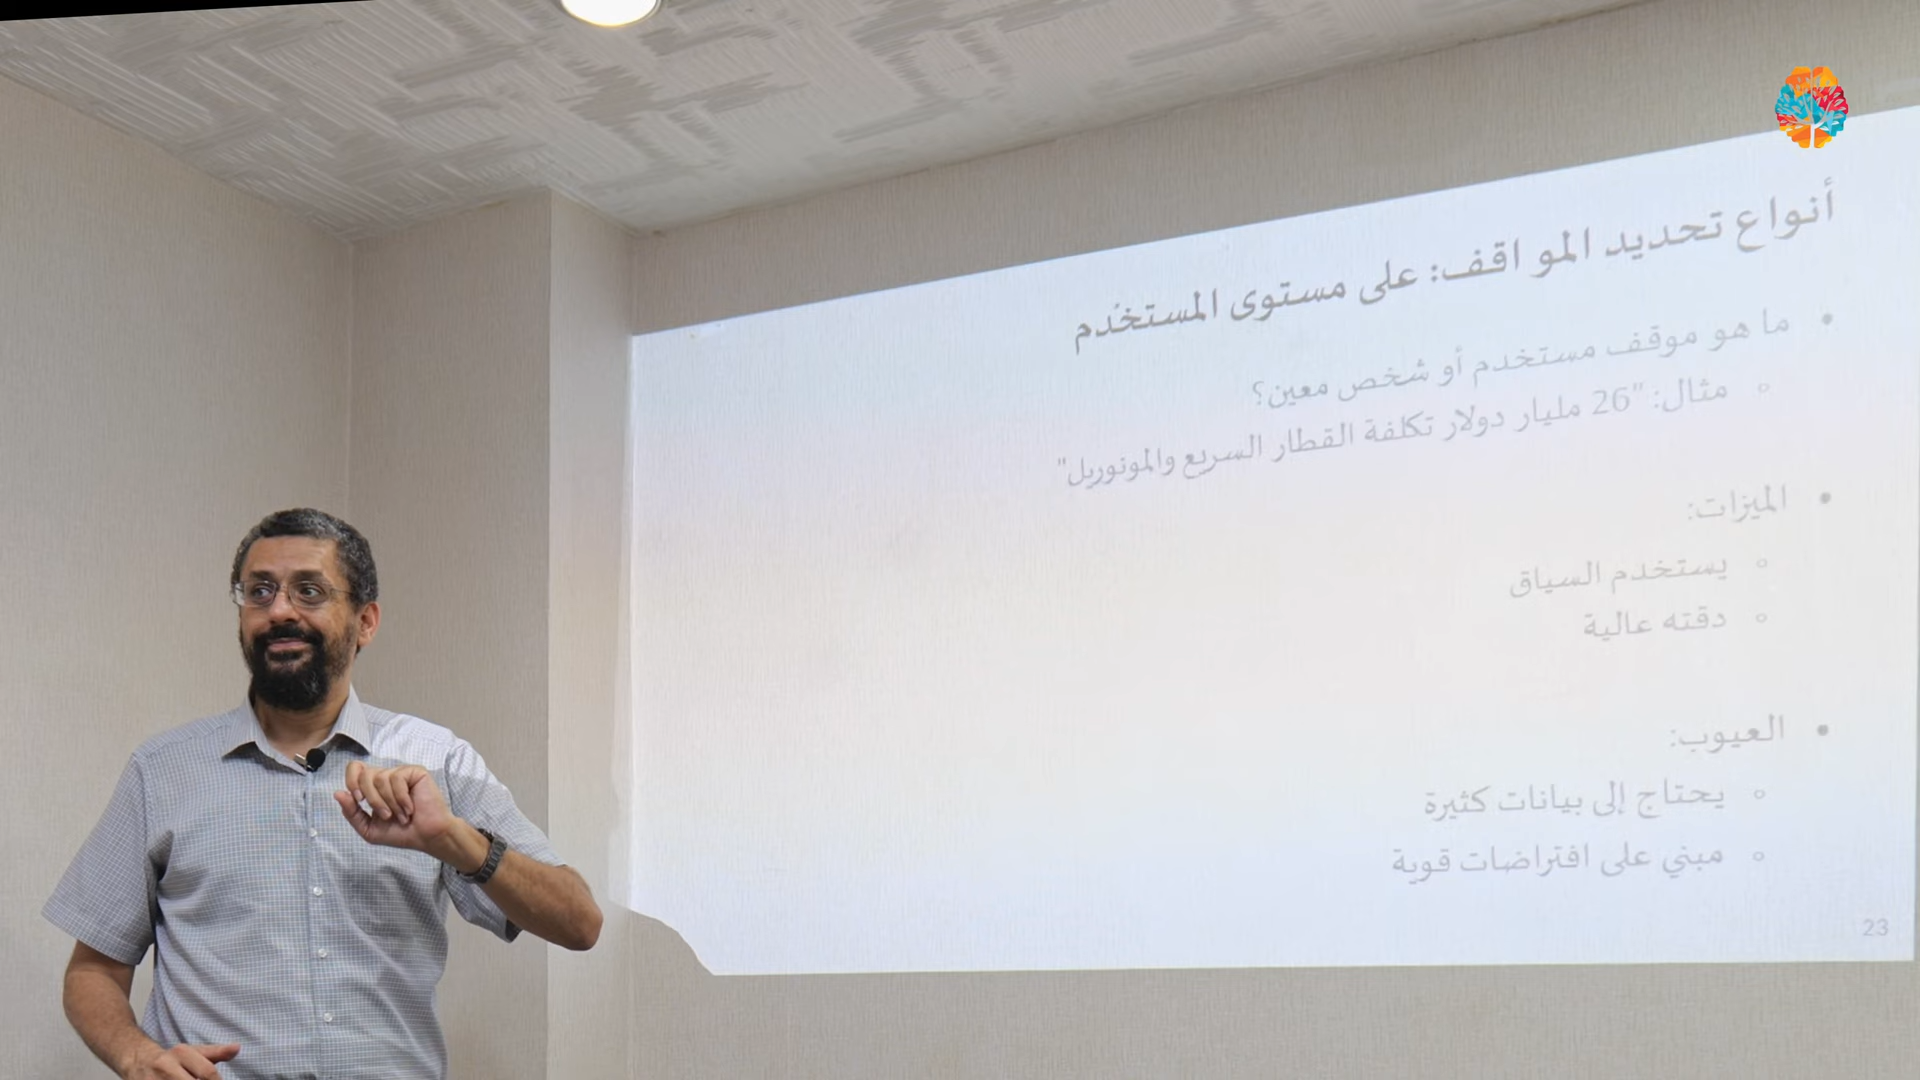 أنواع تحديد المواقف: على مستوى المستخدم
• ما هو موقف مستخدم أو شخص معين؟
○ مثال: "26 مليار دولار تكلفة القطار السريع والمونوريل"
• الميزات:
○ يستخدم السياق
○ دقته عالية
• العيوب:
○ يحتاج إلى بيانات كثيرة
○ مبني على افتراضات قوية
23